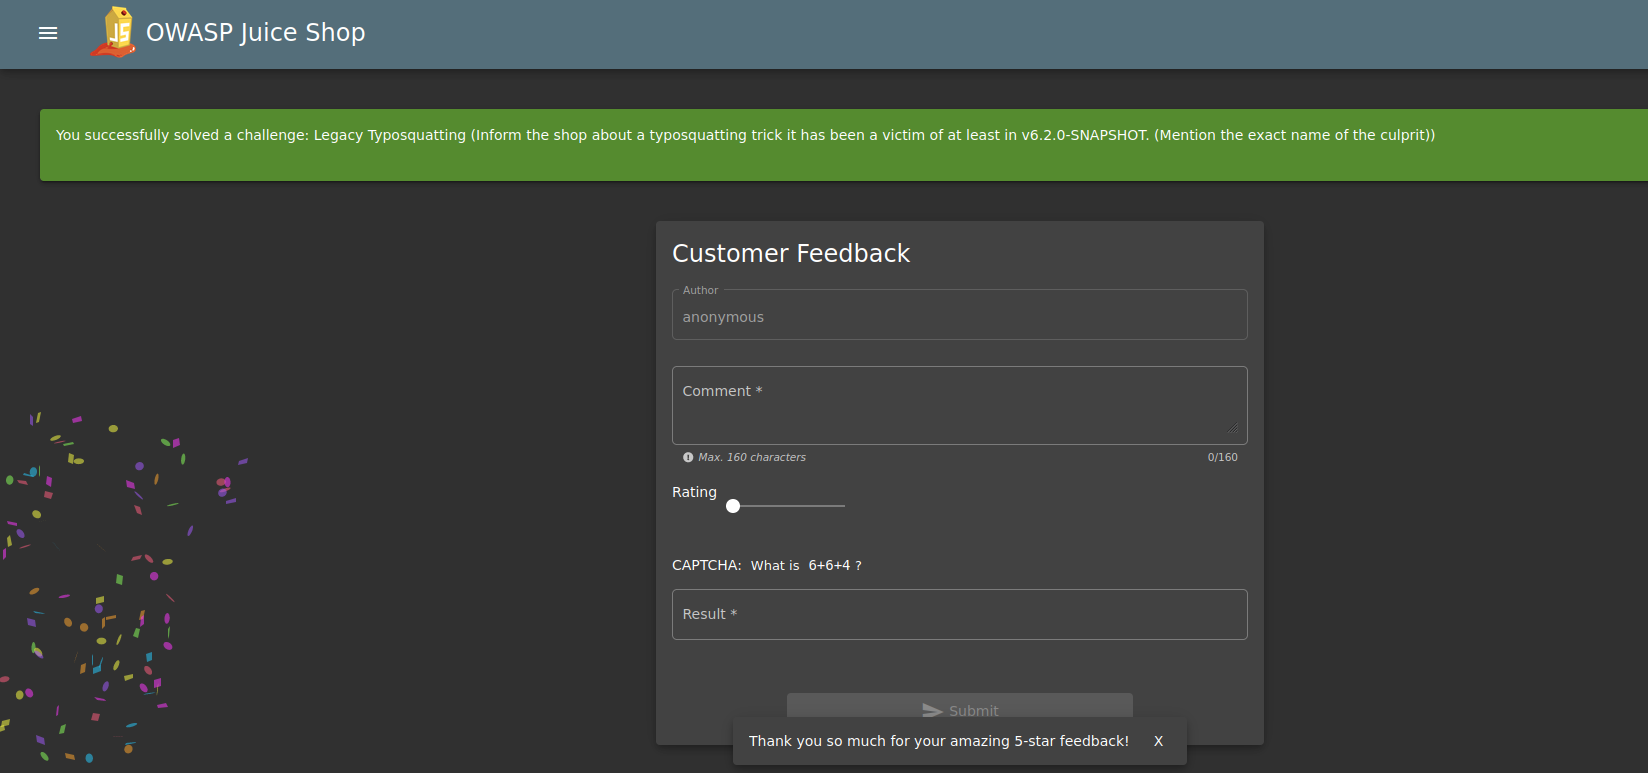 OWASP Juice Shop
You successfully solved a challenge: Legacy Typosquatting (Inform the shop about a typosquatting trick it has been a victim of at least in v6.2.0-SNAPSHOT. (Mention the exact name of the culprit))
Customer Feedback
Author
anonymous
Comment *
Max. 160 characters 0/160
Rating
CAPTCHA: What is 6+6+4 ?
Result *
Submit
Thank you so much for your amazing 5-star feedback! X